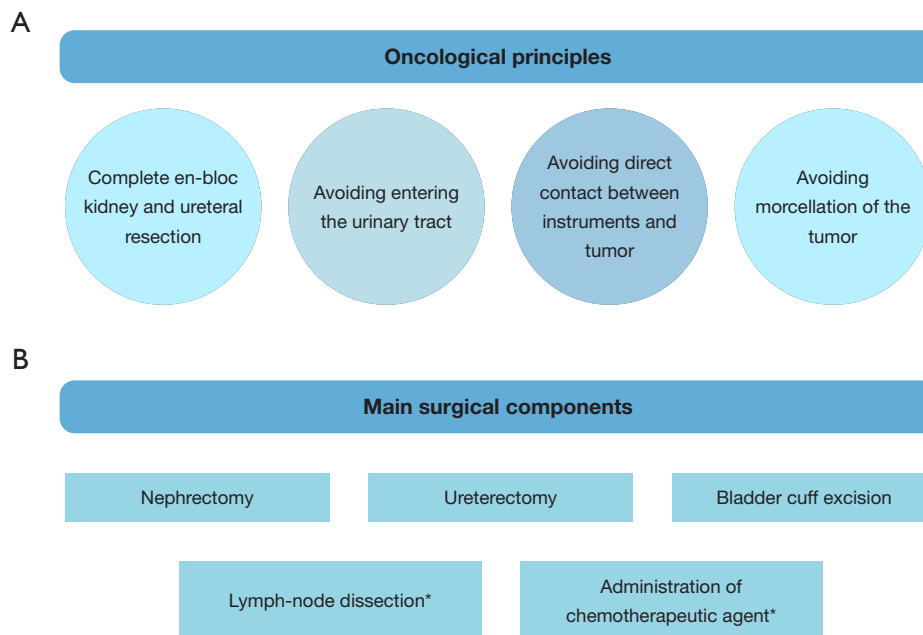 A
Oncological principles
Complete en-bloc
kidney and ureteral
resection
Avoiding entering
the urinary tract
Avoiding direct
contact between
instruments and
tumor
Avoiding
morcellation of the
tumor
B
Main surgical components
Nephrectomy
Ureterectomy
Bladder cuff excision
Lymph-node dissection*
Administration of
chemotherapeutic agent*